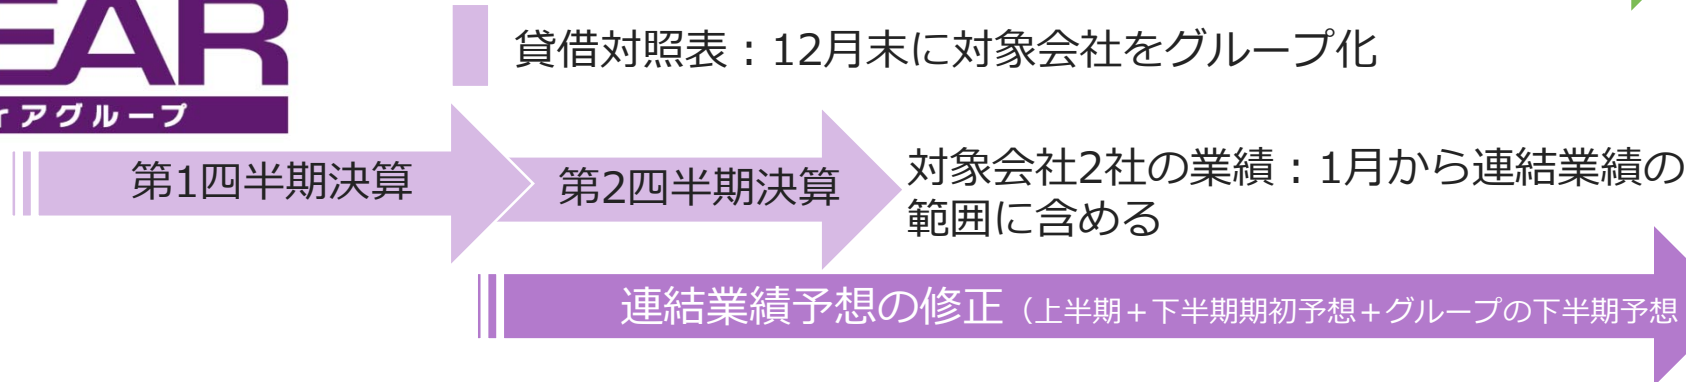 EAR
貸借対照表：12月末に対象会社をグループ化
ィアグループ
第1四半期決算
第2四半期決算
対象会社2社の業績：1月から連結業績の
範囲に含める
連結業績予想の修正（上半期＋下半期期初予想＋グループの下半期予想